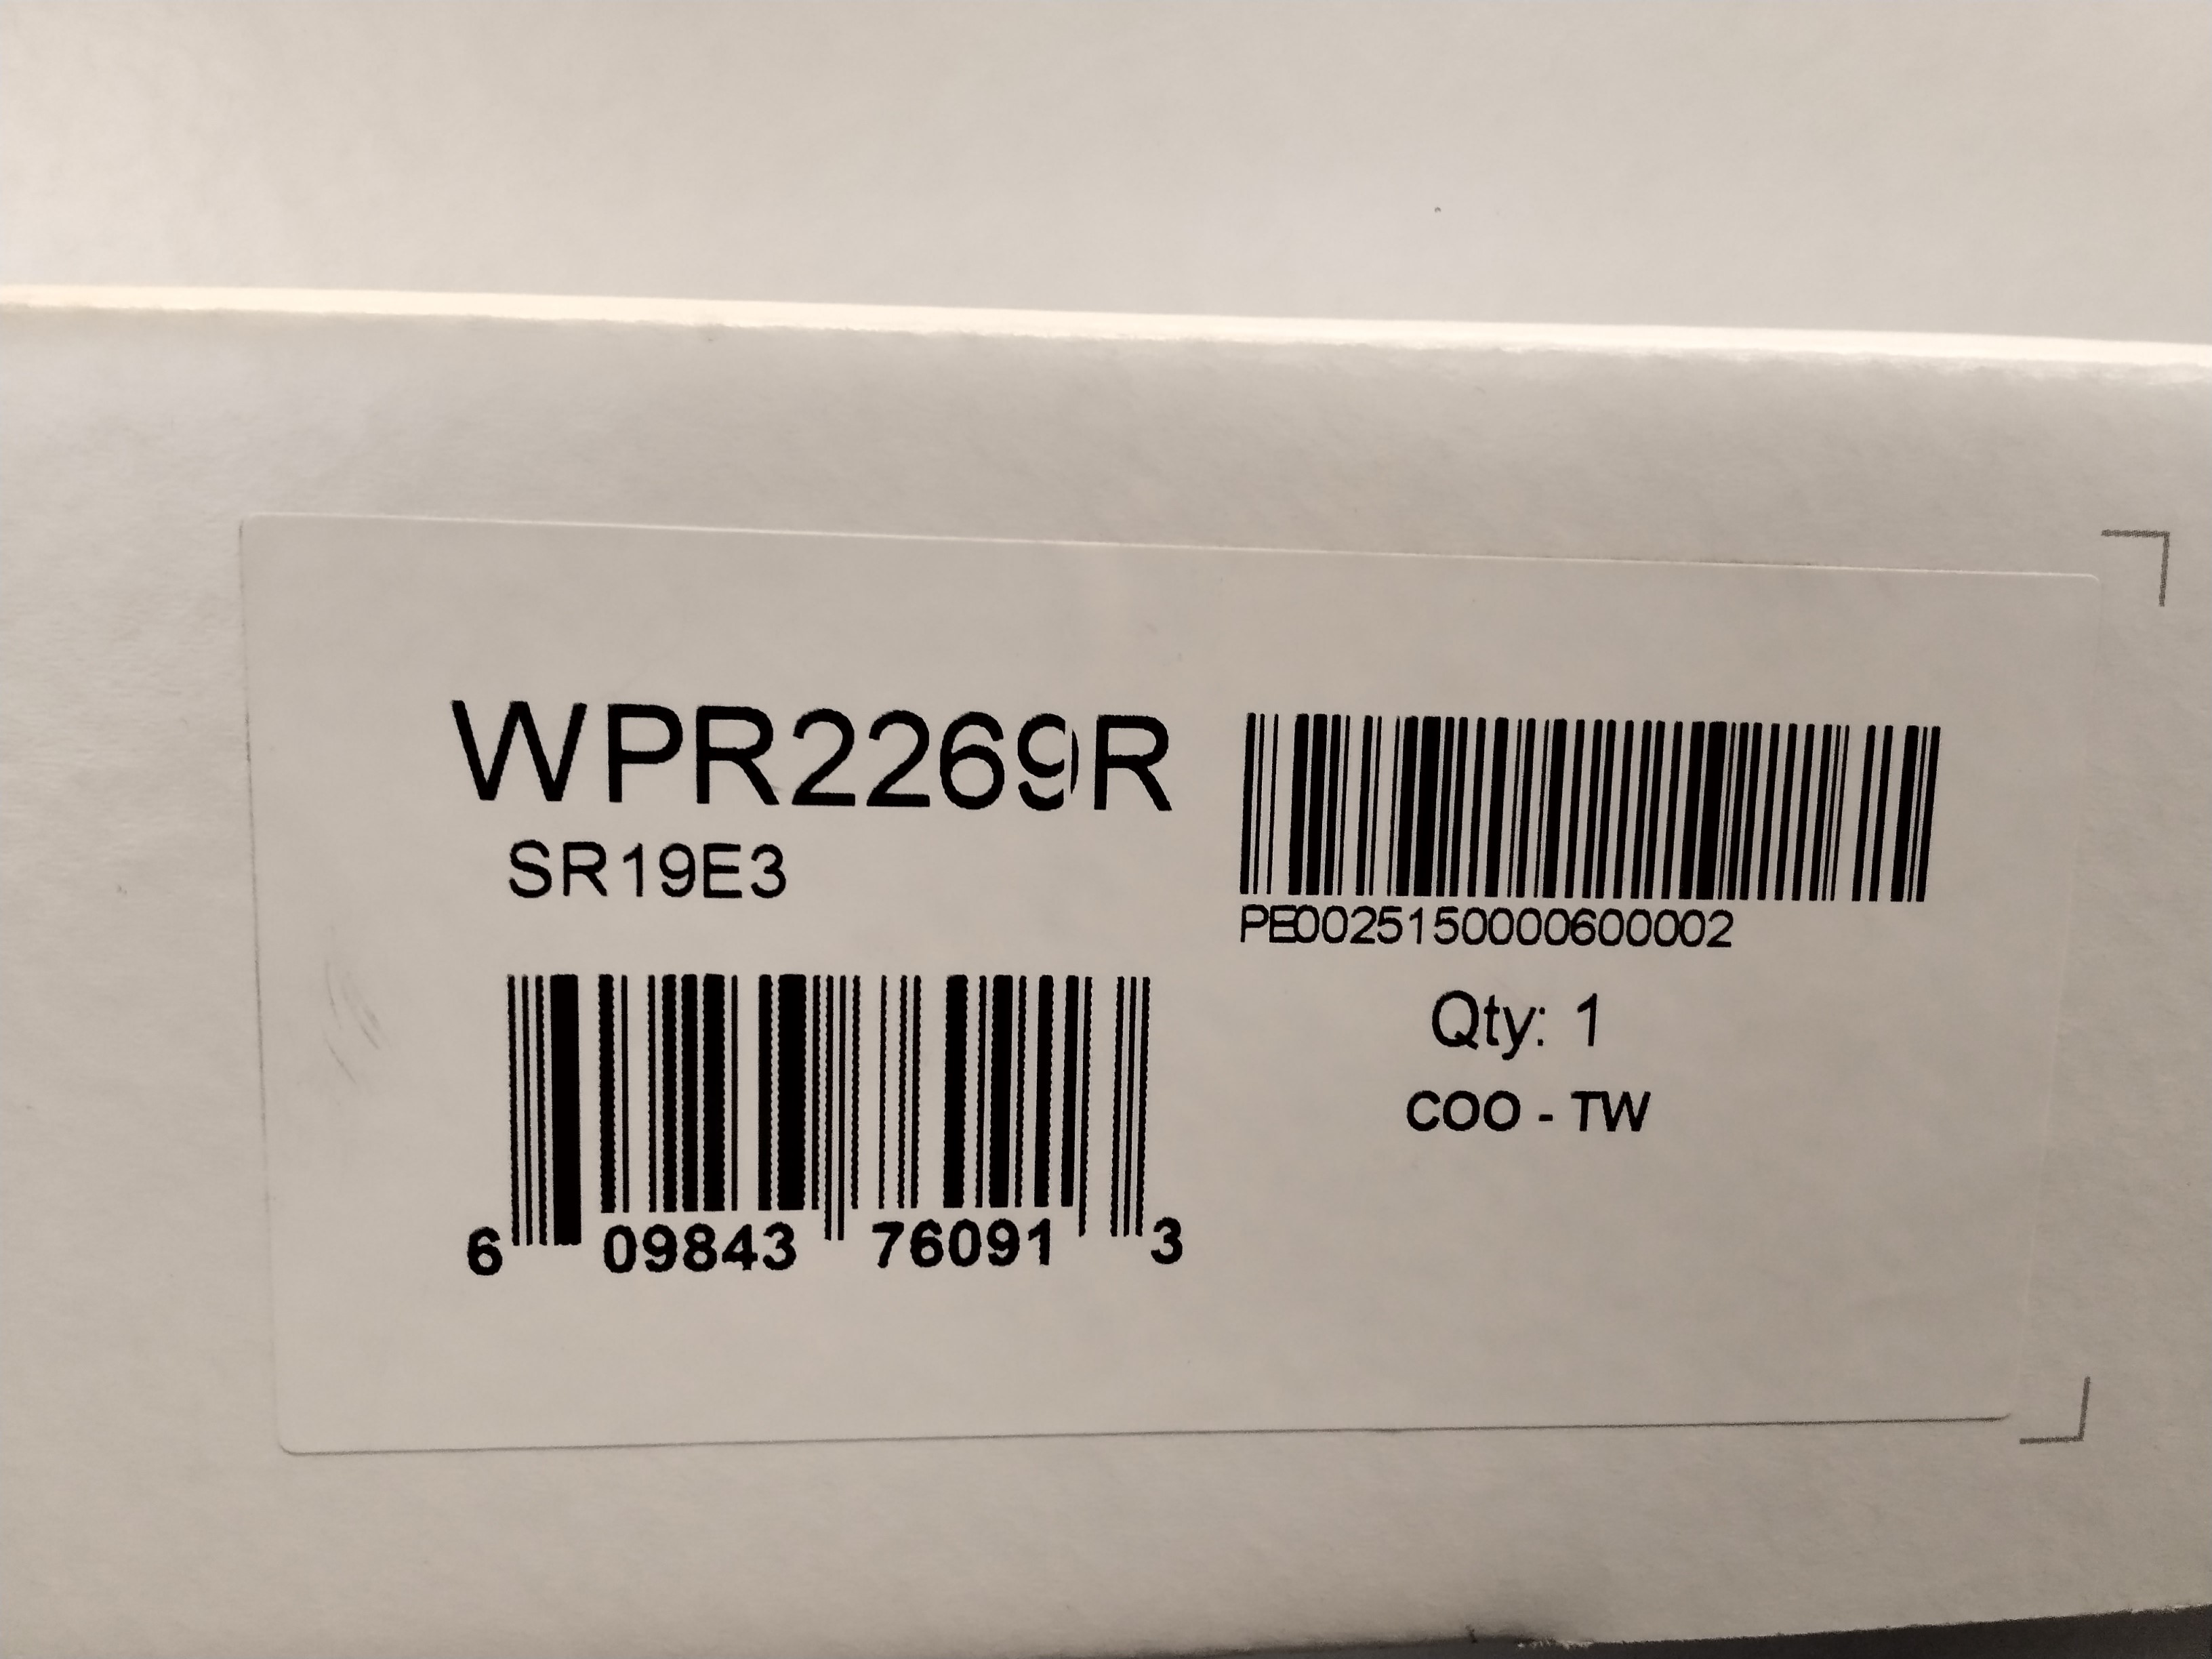 WPR2269R
SR19E3
PE0025150000600002
6 09843 76091 3
Qty: 1
COO - TW